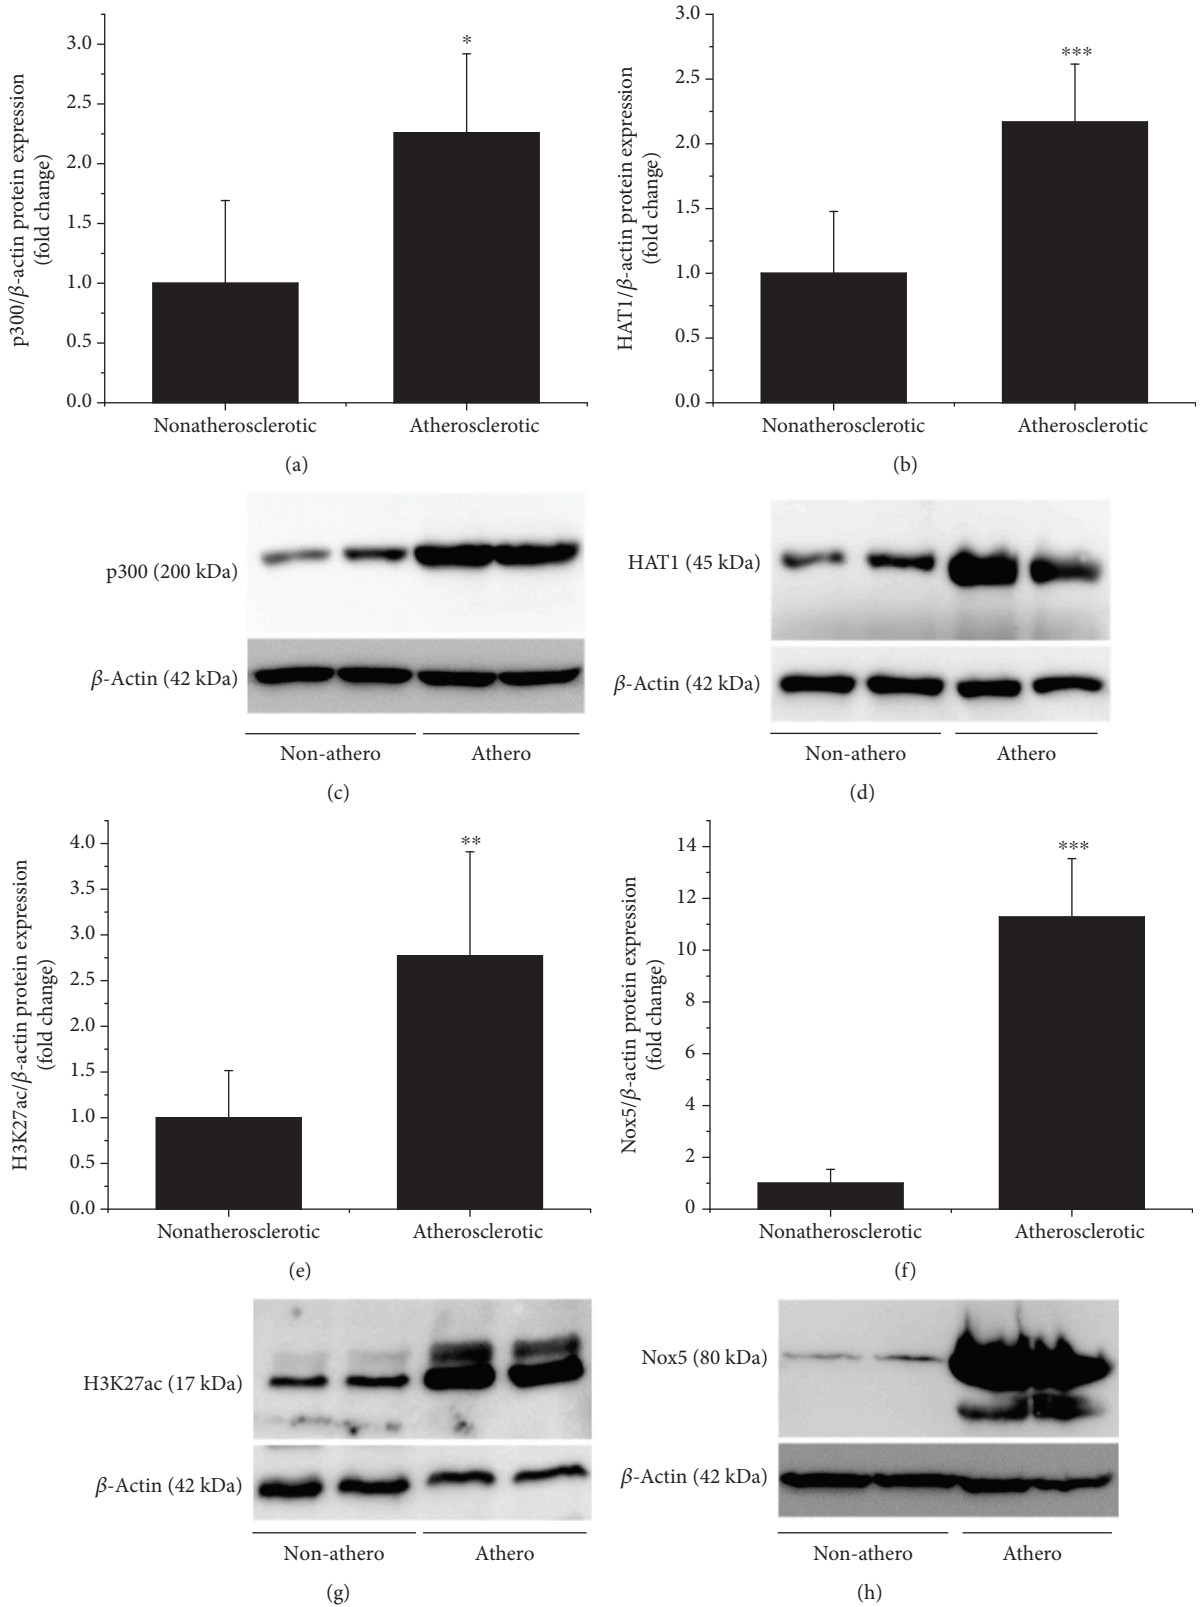 p300/β-actin protein expression
(fold change)
3.0
2.5
2.0
1.5
1.0
0.5
0.0
*
Nonatherosclerotic
Atherosclerotic
(a)
HAT1/β-actin protein expression
(fold change)
3.0
2.5
2.0
1.5
1.0
0.5
0.0
***
Nonatherosclerotic
Atherosclerotic
(b)
p300 (200 kDa)
β-Actin (42 kDa)
Non-athero
Athero
(c)
HAT1 (45 kDa)
β-Actin (42 kDa)
Non-athero
Athero
(d)
H3K27ac/β-actin protein expression
(fold change)
4.0
3.5
3.0
2.5
2.0
1.5
1.0
0.5
0.0
**
Nonatherosclerotic
Atherosclerotic
(e)
Nox5/β-actin protein expression
(fold change)
14
12
10
8
6
4
2
0
***
Nonatherosclerotic
Atherosclerotic
(f)
H3K27ac (17 kDa)
β-Actin (42 kDa)
Non-athero
Athero
(g)
Nox5 (80 kDa)
β-Actin (42 kDa)
Non-athero
Athero
(h)